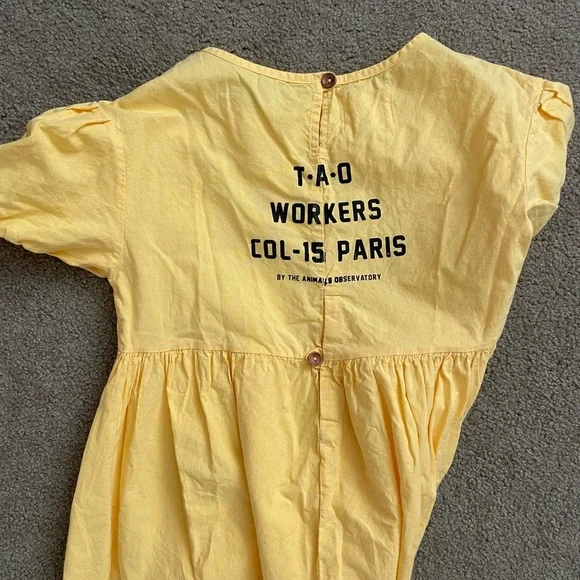 T·A·O
WORKERS
COL-15 PARIS
BY THE ANIMALS OBSERVATORY